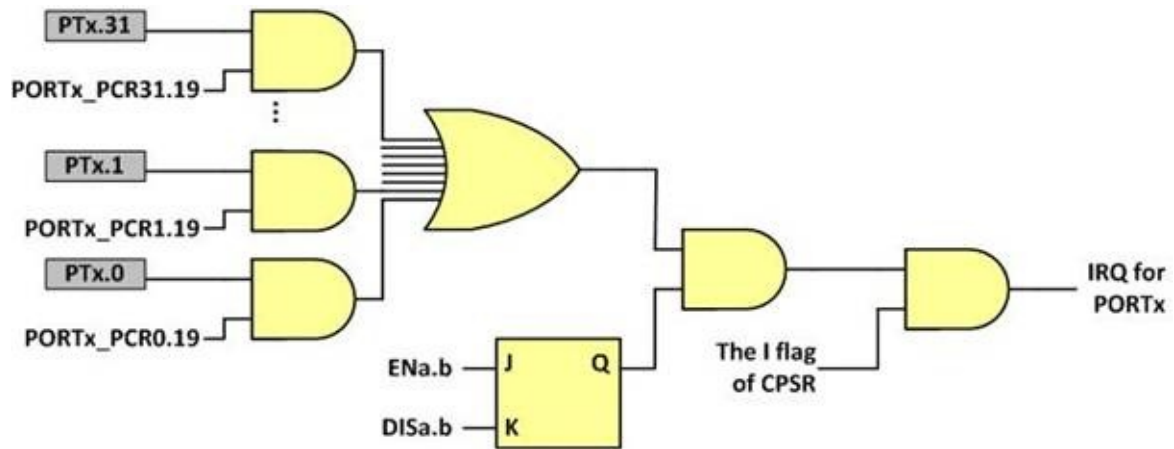 PTx.31
PORTx_PCR31.19
...
PTx.1
PORTx_PCR1.19
PTx.0
PORTx_PCR0.19
ENa.b
DISa.b
J
Q
K
The I flag
of CPSR
IRQ for
PORTx